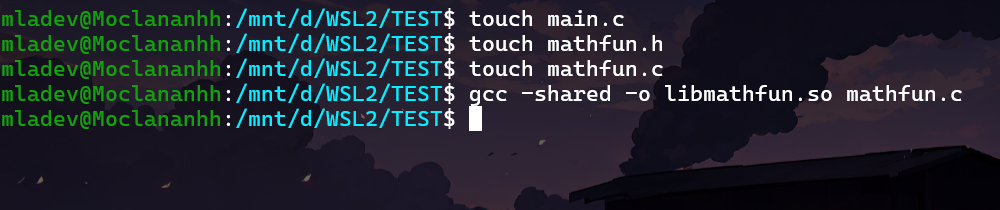 mladev@Moclananhh:/mnt/d/WSL2/TEST$ touch main.c
mladev@Moclananhh:/mnt/d/WSL2/TEST$ touch mathfun.h
mladev@Moclananhh:/mnt/d/WSL2/TEST$ touch mathfun.c
mladev@Moclananhh:/mnt/d/WSL2/TEST$ gcc -shared -o libmathfun.so mathfun.c
mladev@Moclananhh:/mnt/d/WSL2/TEST$